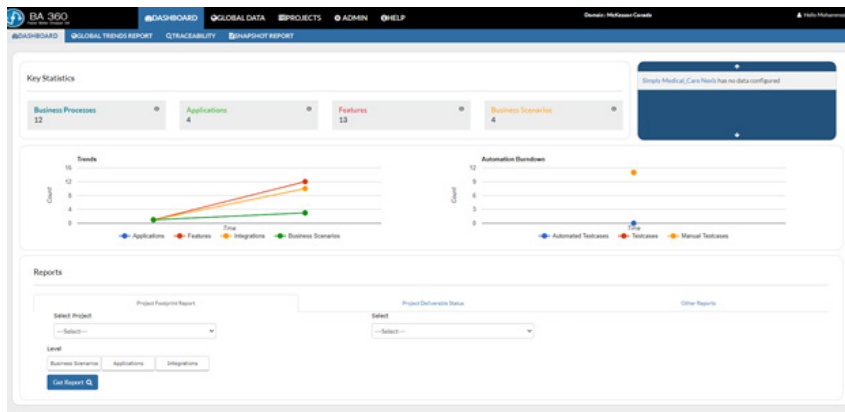 BA 360
DASHBOARD GLOBAL DATA PROJECTS ADMIN HELP
Domain: McKesson Canada
Hello Mohammed
DASHBOARD GLOBAL TRENDS REPORT TRACEABILITY SNAPSHOT REPORT
Key Statistics
Business Processes
12
Applications
4
Features
13
Business Scenarios
4
Simply Medical_Care Nexis has no data configured
Trends
16
12
8
4
0
Count
Time
Applications Features Integrations Business Scenarios
Automation Burndown
12
9
6
3
0
Count
Time
Automated Testcases Testcases Manual Testcases
Reports
Project Footprint Report Project Deliverable Status Other Reports
Select Project
---Select---
Select
---Select---
Level
Business Scenarios Applications Integrations
Get Report